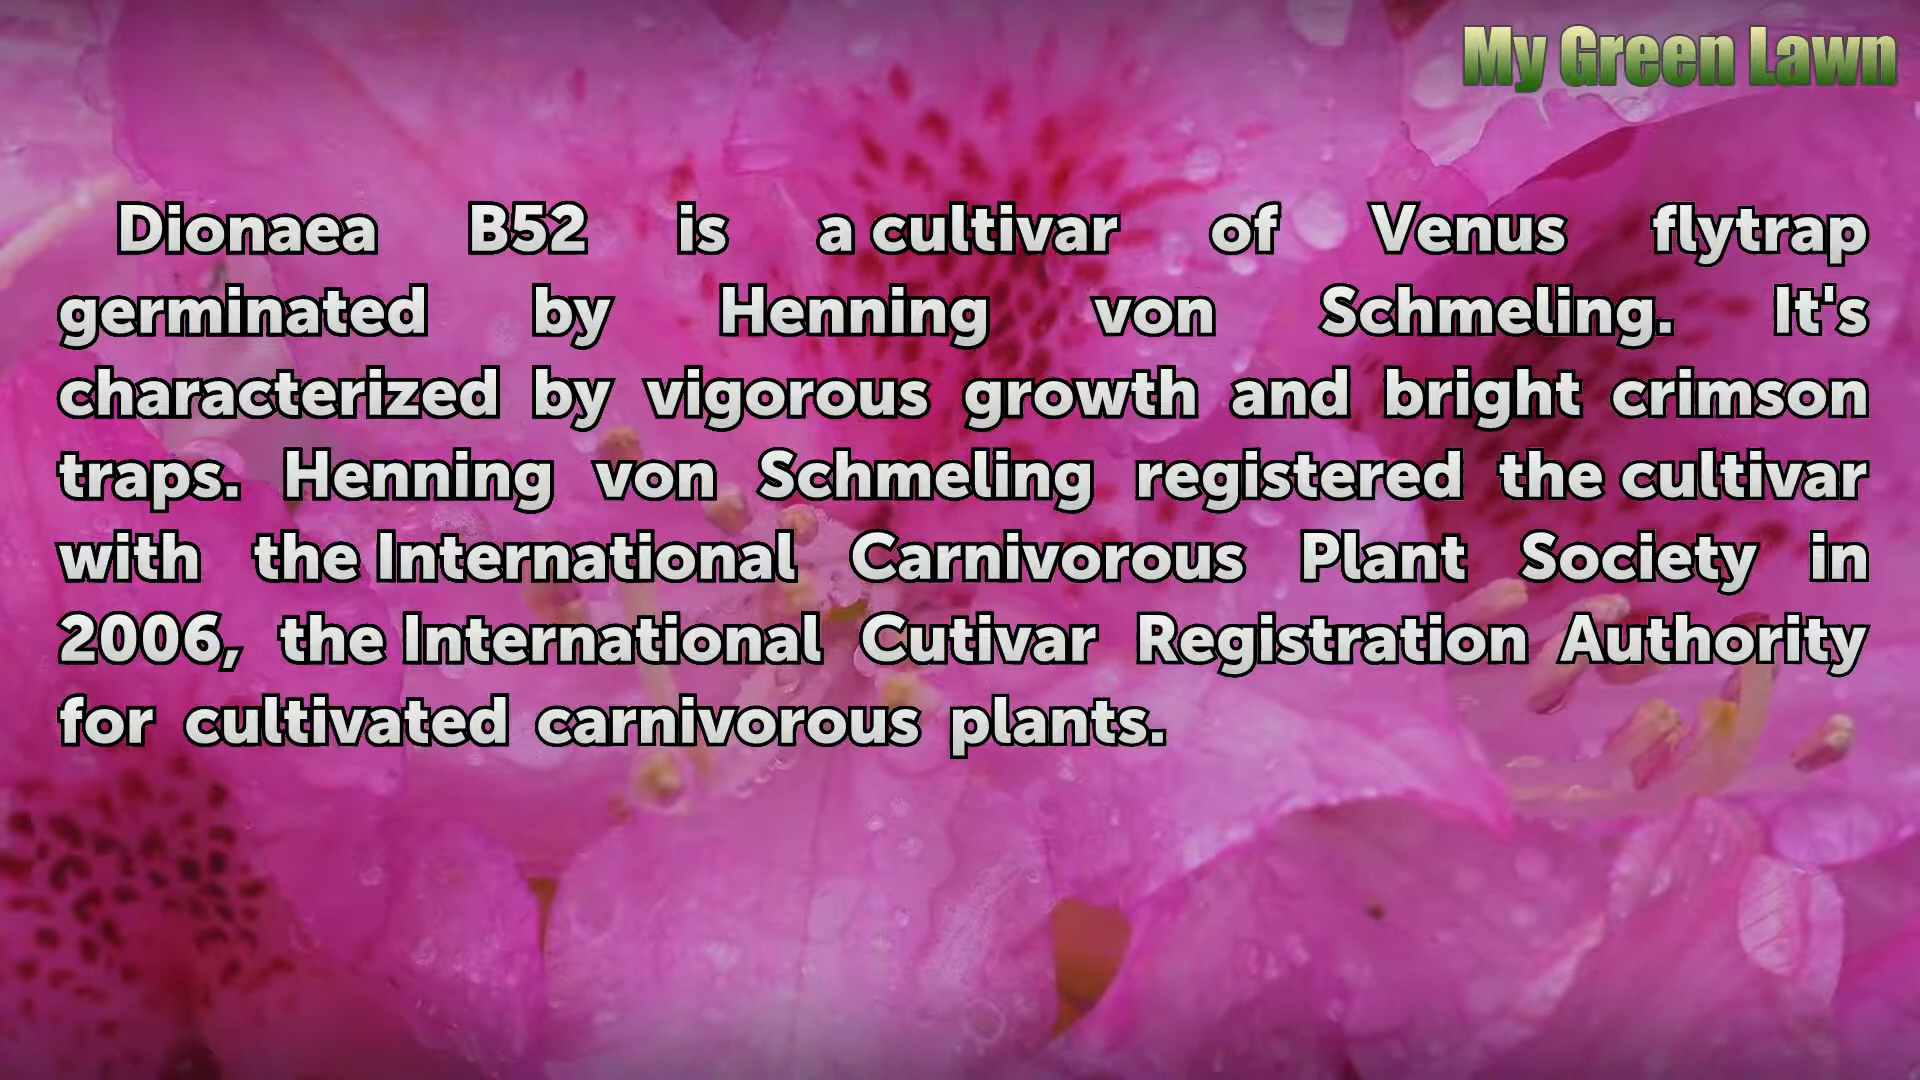 My Green Lawn
Dionaea B52 is a cultivar of Venus flytrap
germinated by Henning von Schmeling. It's
characterized by vigorous growth and bright crimson
traps. Henning von Schmeling registered the cultivar
with the International Carnivorous Plant Society in
2006, the International Cutivar Registration Authority
for cultivated carnivorous plants.